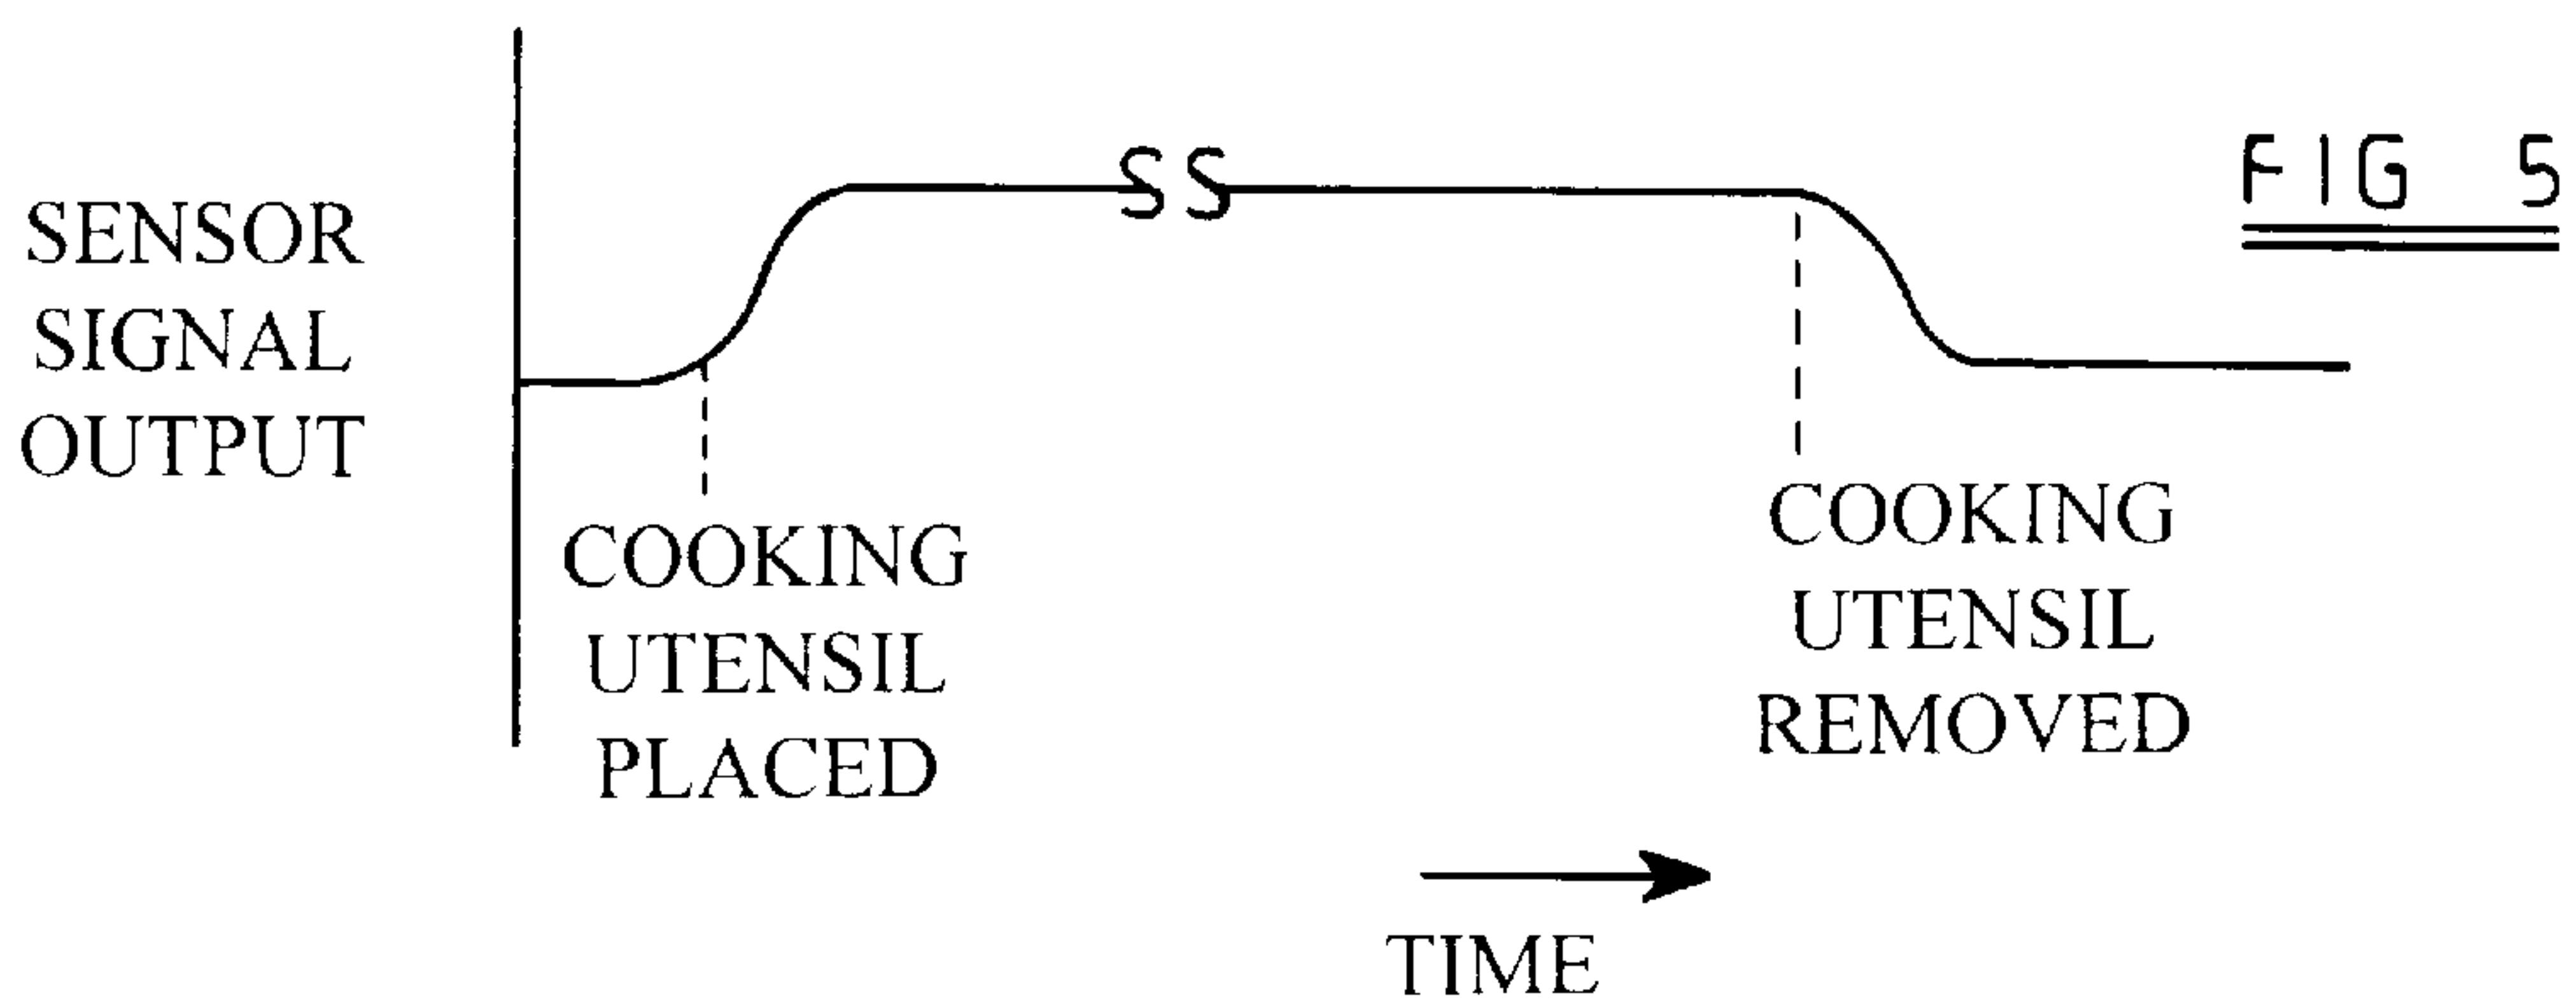 SENSOR
SIGNAL
OUTPUT
SS
FIG 5
COOKING
UTENSIL
PLACED
COOKING
UTENSIL
REMOVED
TIME